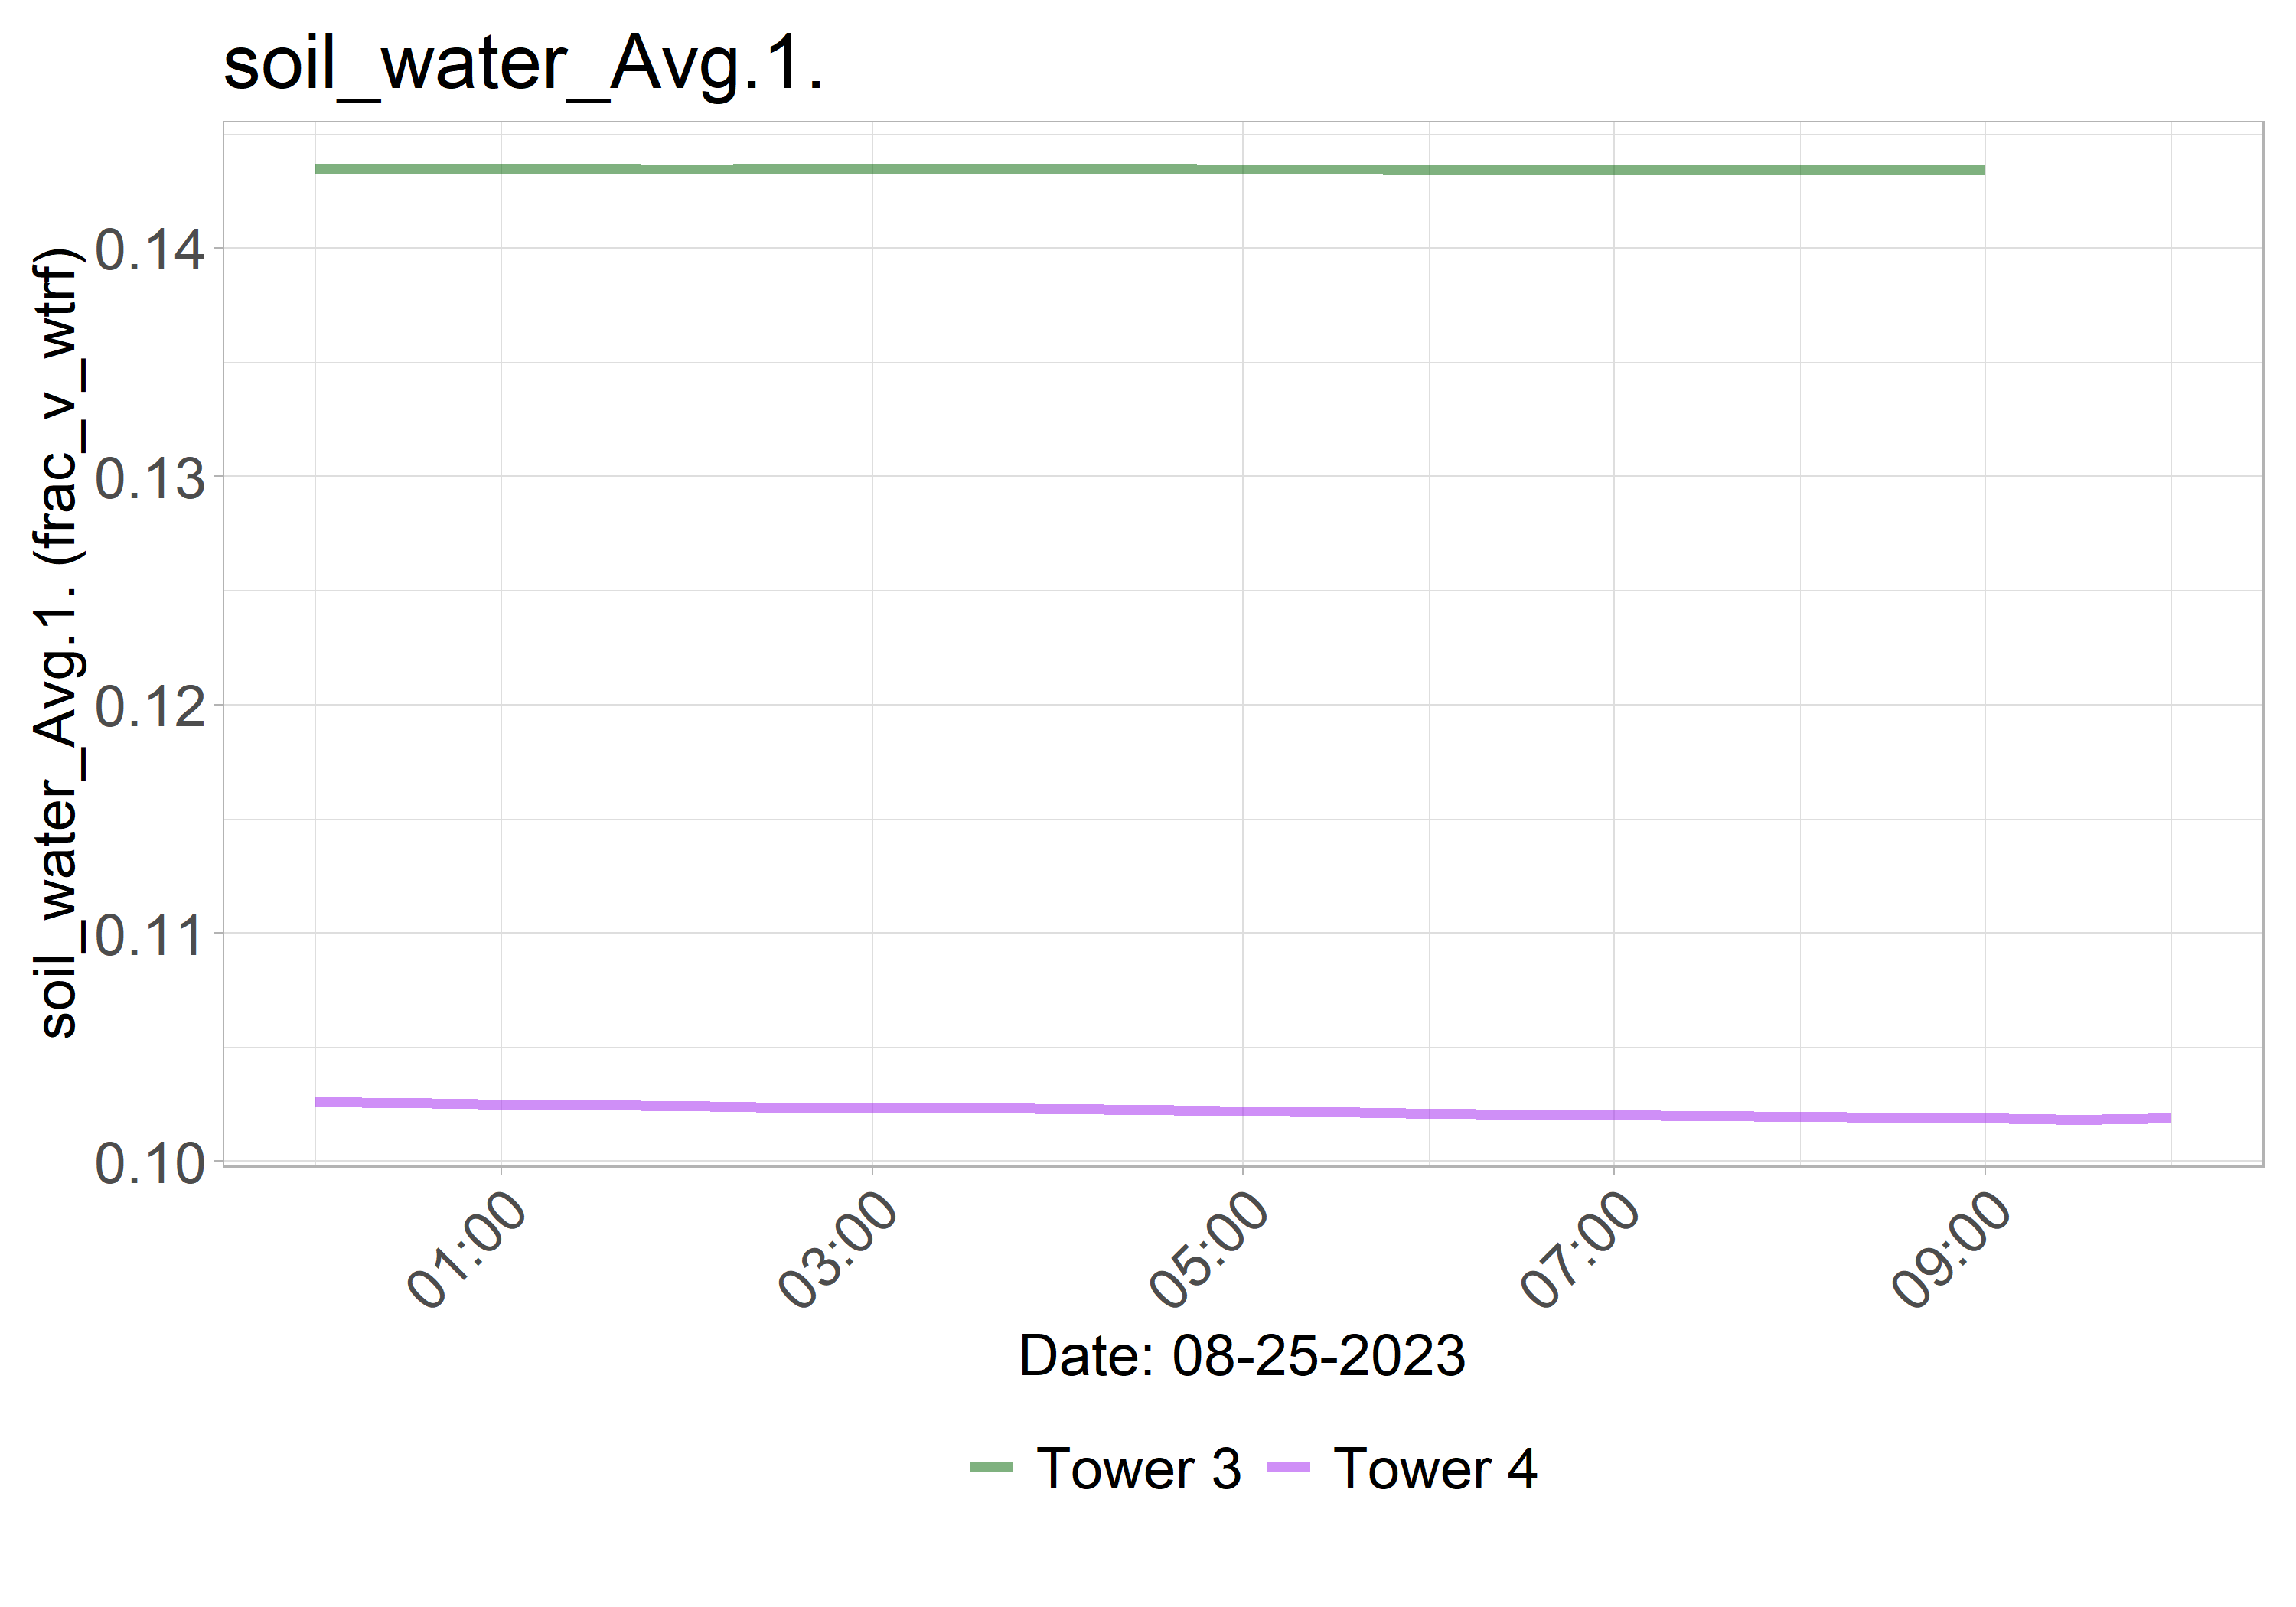 soil_water_Avg.1.
soil_water_Avg.1. (frac_v_wtrf)
0.14
0.13
0.12
0.11
0.10
01:00
03:00
05:00
07:00
09:00
Date: 08-25-2023
Tower 3
Tower 4